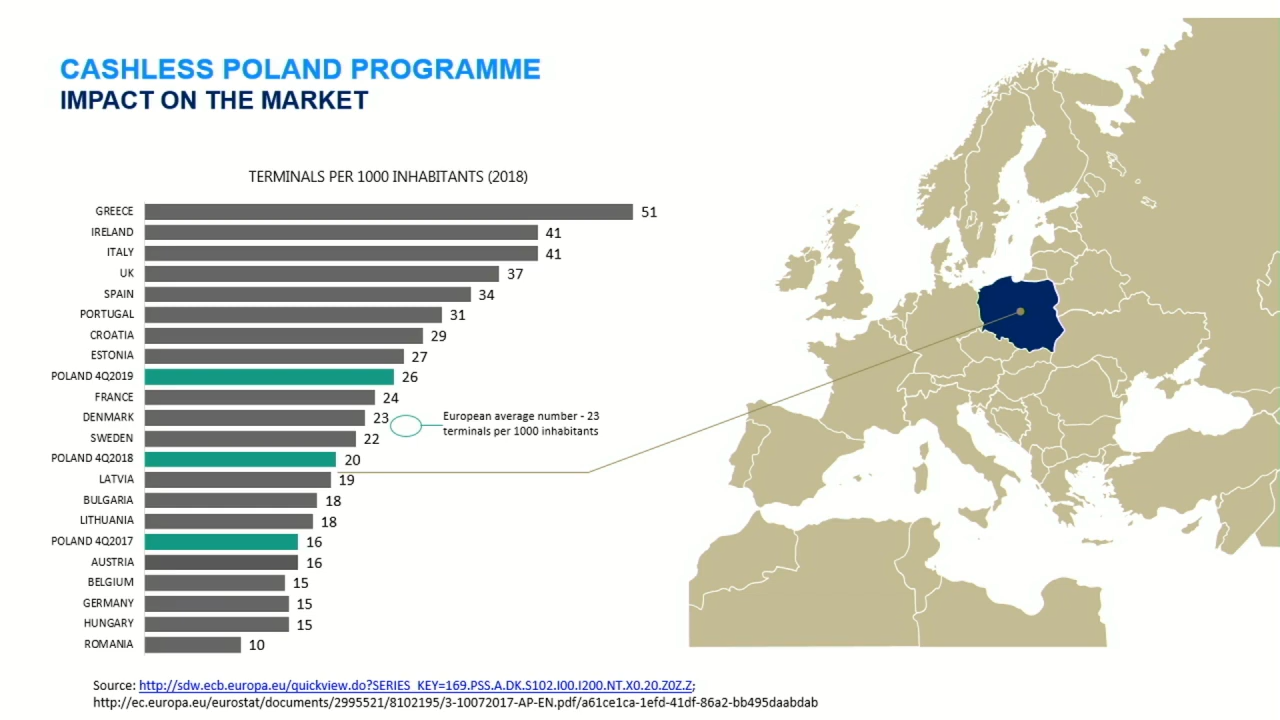 CASHLESS POLAND PROGRAMME
IMPACT ON THE MARKET
TERMINALS PER 1000 INHABITANTS (2018)
GREECE 51
IRELAND 41
ITALY 41
UK 37
SPAIN 34
PORTUGAL 31
CROATIA 29
ESTONIA 27
POLAND 4Q2019 26
FRANCE 24
DENMARK 23
European average number - 23
terminals per 1000 inhabitants
SWEDEN 22
POLAND 4Q2018 20
LATVIA 19
BULGARIA 18
LITHUANIA 18
POLAND 4Q2017 16
AUSTRIA 16
BELGIUM 15
GERMANY 15
HUNGARY 15
ROMANIA 10
Source: http://sdw.ecb.europa.eu/quickview.do?SERIES_KEY=169.PSS.A.DK.S102.I00.I200.NT.X0.20.Z0Z.Z;
http://ec.europa.eu/eurostat/documents/2995521/8102195/3-10072017-AP-EN.pdf/a61ce1ca-1efd-41df-86a2-bb495daabdab